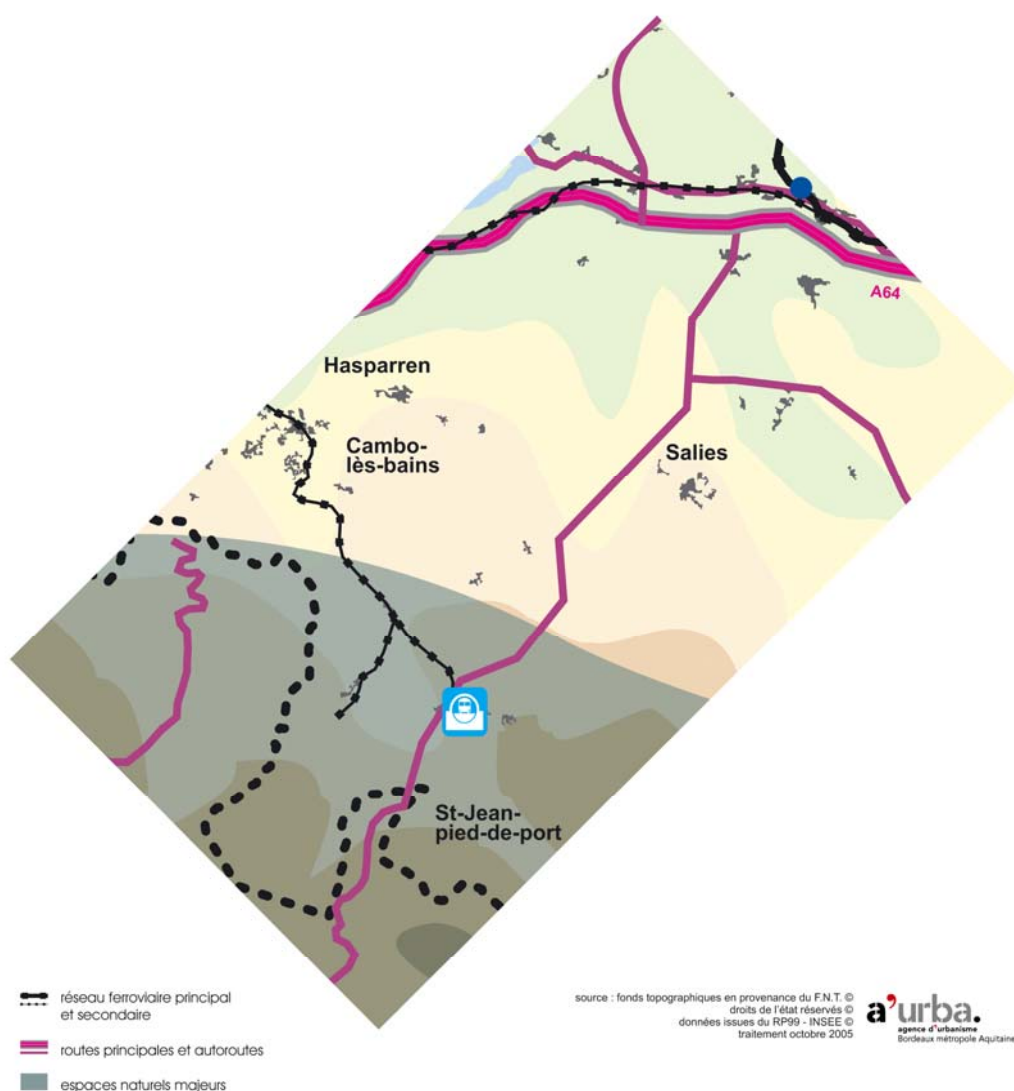 A64
Hasparren
Cambo-
lès-bains
Salies
St-Jean-
pied-de-port
réseau ferroviaire principal
et secondaire
routes principales et autoroutes
espaces naturels majeurs
source : fonds topographiques en provenance du F.N.T. ©
droits de l'état réservés ©
données issues du RP99 - INSEE ©
traitement octobre 2005
a'urba.
agence d'urbanisme
Bordeaux métropole Aquitaine